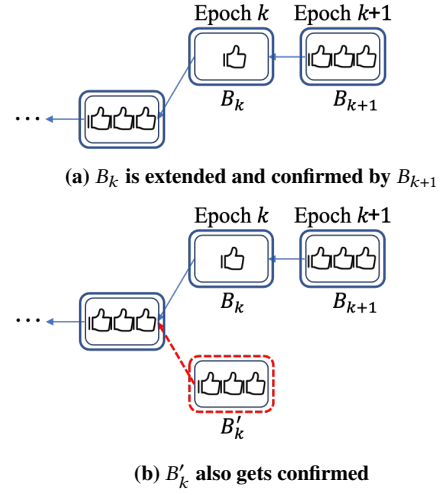 Epoch k Epoch k+1
...
B_k B_{k+1}
(a) B_k is extended and confirmed by B_{k+1}
Epoch k Epoch k+1
...
B_k B_{k+1}
B'_k
(b) B'_k also gets confirmed